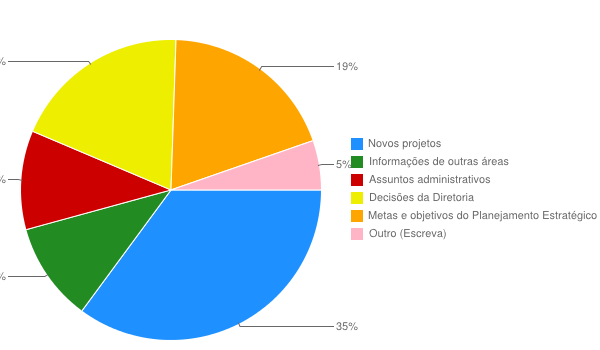 %
19%
%
5%
%
35%
Novos projetos
Informações de outras áreas
Assuntos administrativos
Decisões da Diretoria
Metas e objetivos do Planejamento Estratégico
Outro (Escreva)